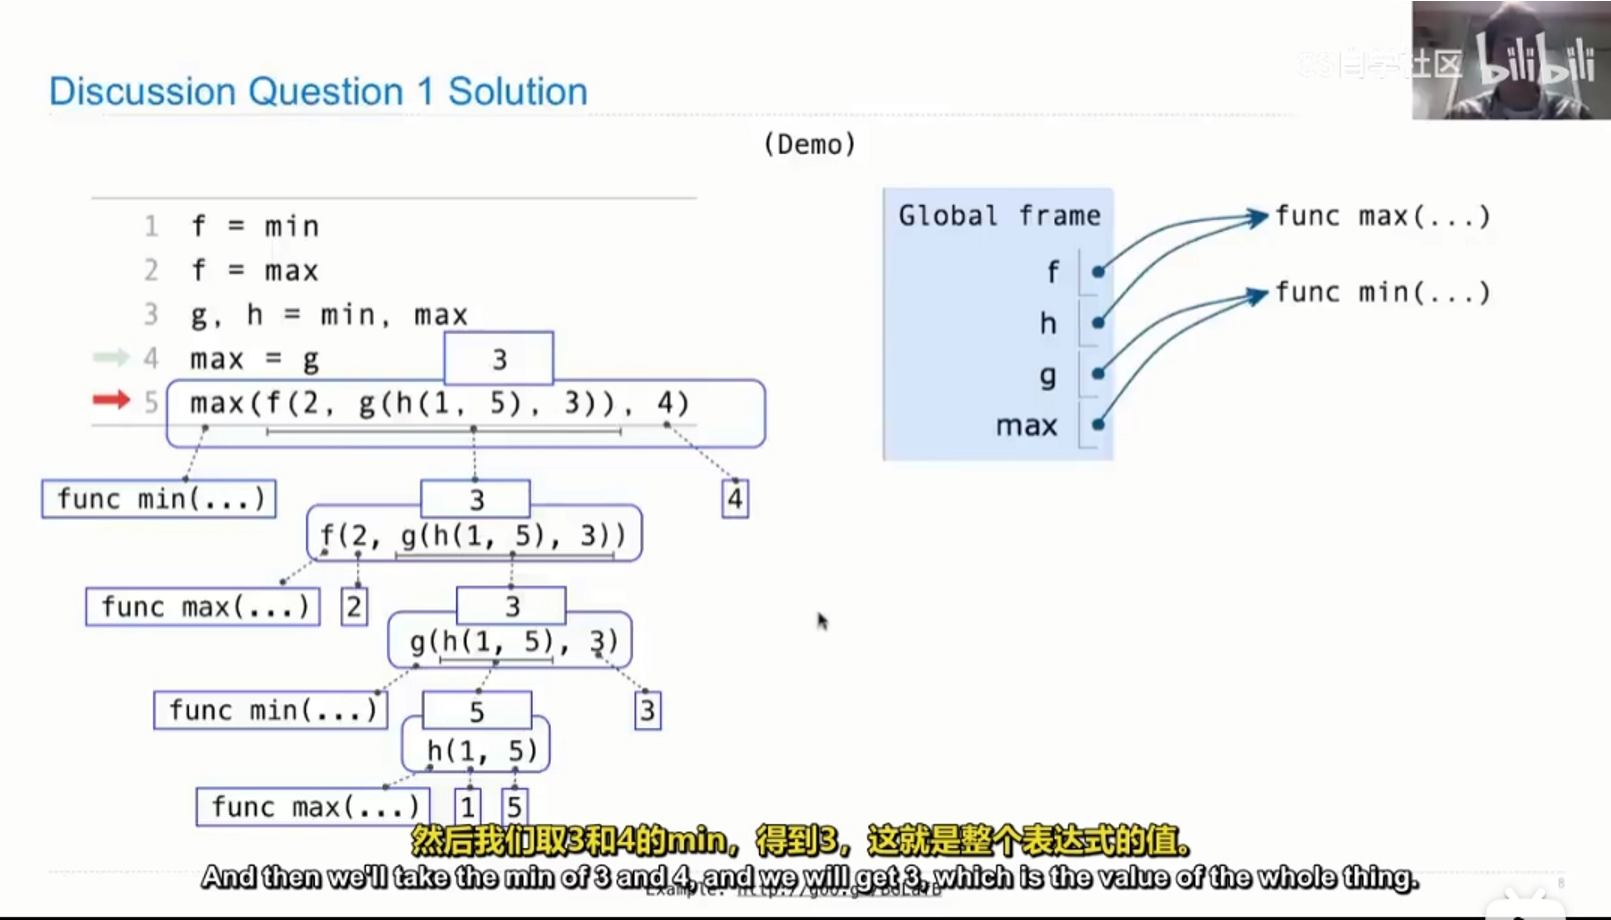 CS自学社区 bilibili
Discussion Question 1 Solution
(Demo)
1 f = min
2 f = max
3 g, h = min, max
4 max = g
3
5 max(f(2, g(h(1, 5), 3)), 4)
Global frame
f
h
g
max
func max(...)
func min(...)
func min(...)
3
4
f(2, g(h(1, 5), 3))
func max(...)
2
3
g(h(1, 5), 3)
func min(...)
5
3
h(1, 5)
func max(...)
1
5
然后我们取3和4的min，得到3，这就是整个表达式的值。
And then we'll take the min of 3 and 4, and we will get 3, which is the value of the whole thing.
Example:
8